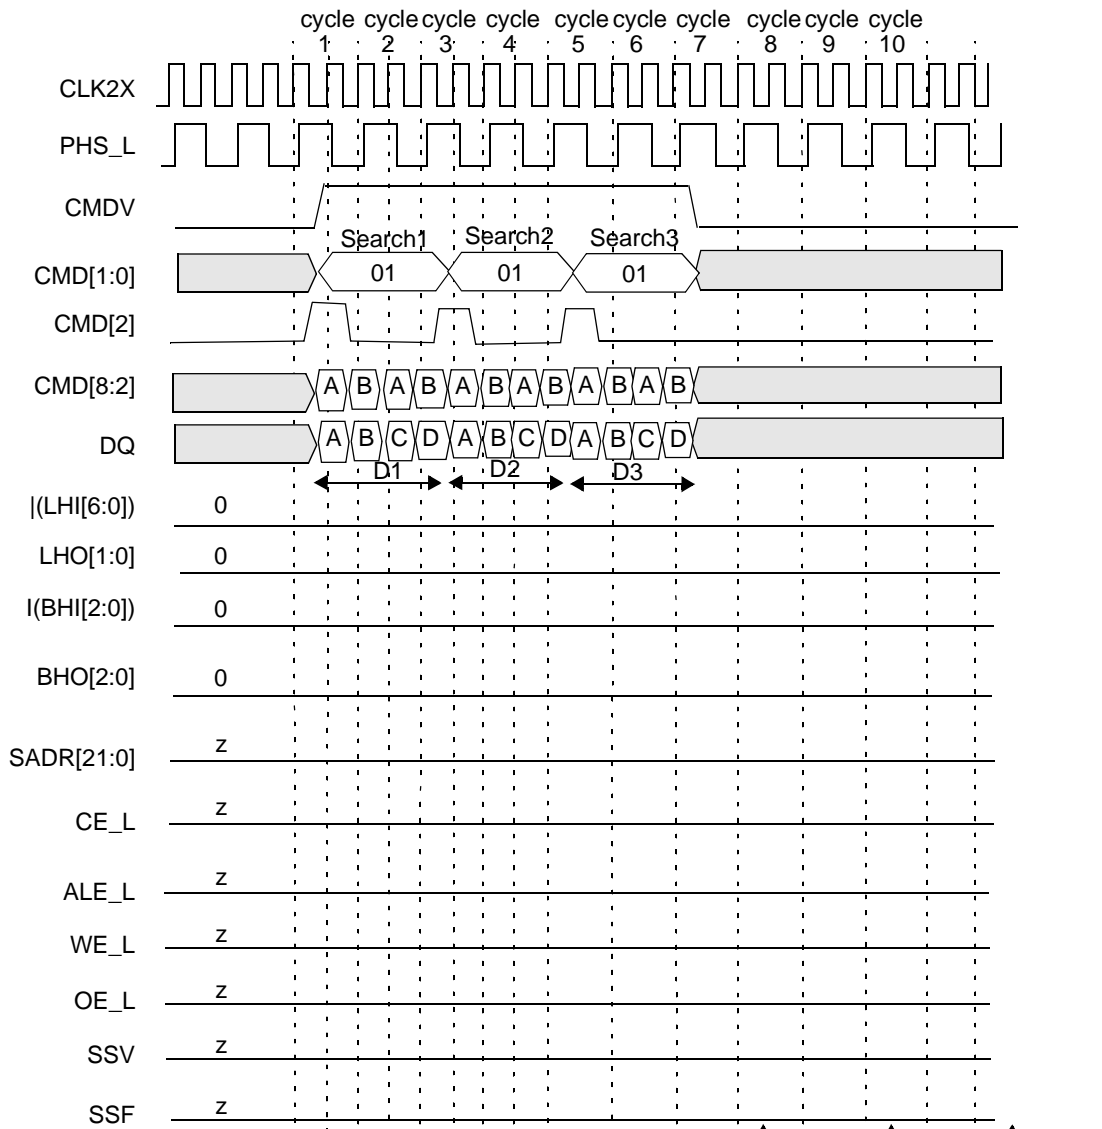 cycle cycle cycle cycle cycle cycle cycle cycle cycle cycle
1 2 3 4 5 6 7 8 9 10
CLK2X
PHS_L
CMDV
Search1 Search2 Search3
CMD[1:0] 01 01 01
CMD[2]
CMD[8:2] A B A B A B A B A B A B
DQ A B C D A B C D A B C D
D1 D2 D3
|(LHI[6:0]) 0
LHO[1:0] 0
I(BHI[2:0]) 0
BHO[2:0] 0
SADR[21:0] z
CE_L z
ALE_L z
WE_L z
OE_L z
SSV z
SSF z